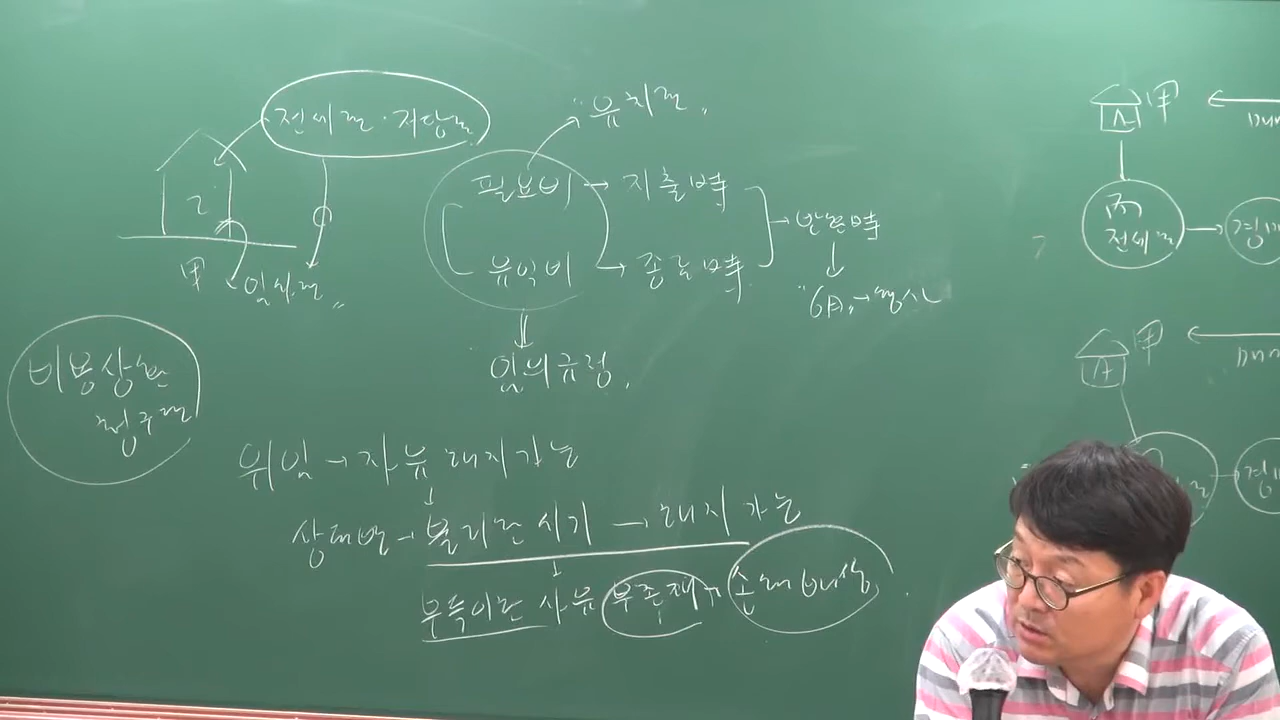 전세권·저당권
"유치권"
필요비 → 지출時
유익비 → 종료時
반환時
"6月" → 행사
乙
甲
임차권"
임의규정.
비용상환
청구권
위임 → 자유 해지 가능
상대방 → 불리한 시기 → 해지 가능
부득이한 사유 부존재 → 손해배상
甲
丙
전세권
甲